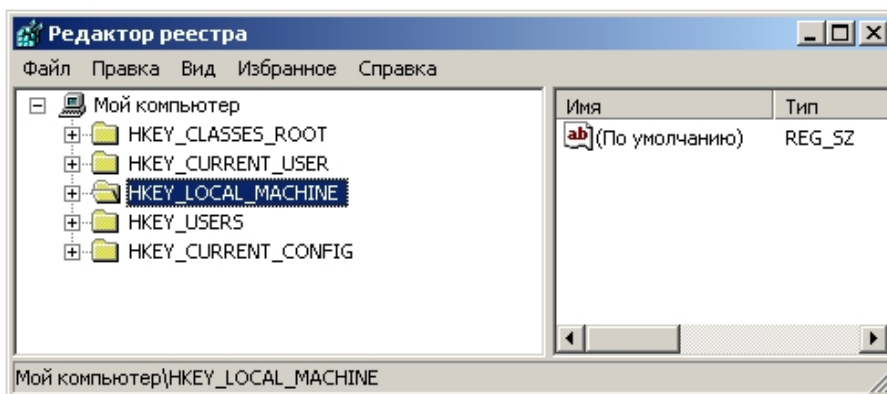 Редактор реестра
Файл Правка Вид Избранное Справка
Мой компьютер
HKEY_CLASSES_ROOT
HKEY_CURRENT_USER
HKEY_LOCAL_MACHINE
HKEY_USERS
HKEY_CURRENT_CONFIG
Имя Тип
ab (По умолчанию) REG_SZ
Мой компьютер\HKEY_LOCAL_MACHINE